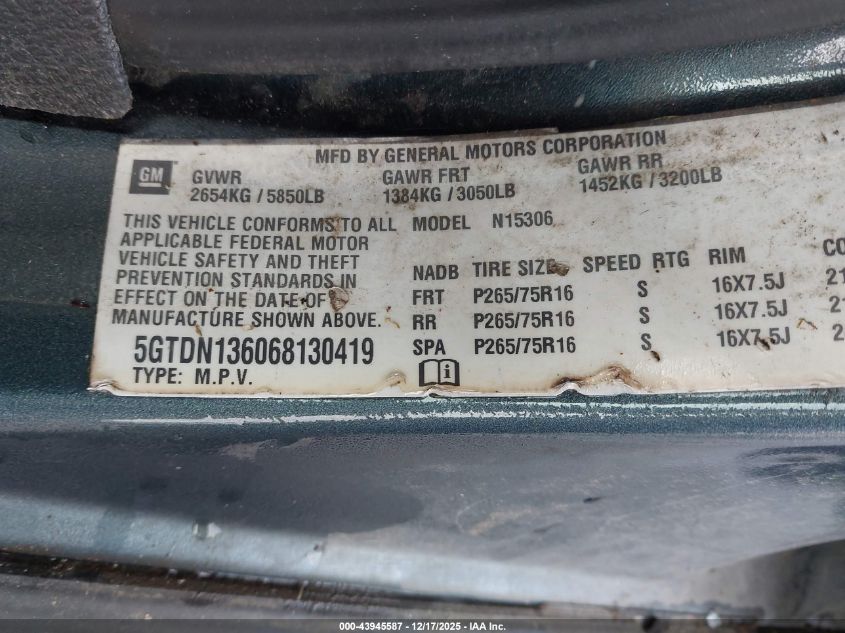 MFD BY GENERAL MOTORS CORPORATION
GM
GVWR GAWR FRT GAWR RR
2654KG / 5850LB 1384KG / 3050LB 1452KG / 3200LB
THIS VEHICLE CONFORMS TO ALL
APPLICABLE FEDERAL MOTOR
VEHICLE SAFETY AND THEFT
PREVENTION STANDARDS IN
EFFECT ON THE DATE OF
MANUFACTURE SHOWN ABOVE.
5GTDN136068130419
TYPE: M.P.V.
MODEL N15306
NADB TIRE SIZE SPEED RTG RIM
FRT P265/75R16 S 16X7.5J
RR P265/75R16 S 16X7.5J
SPA P265/75R16 S 16X7.5J
000-43945587 — 12/17/2025 — IAA Inc.